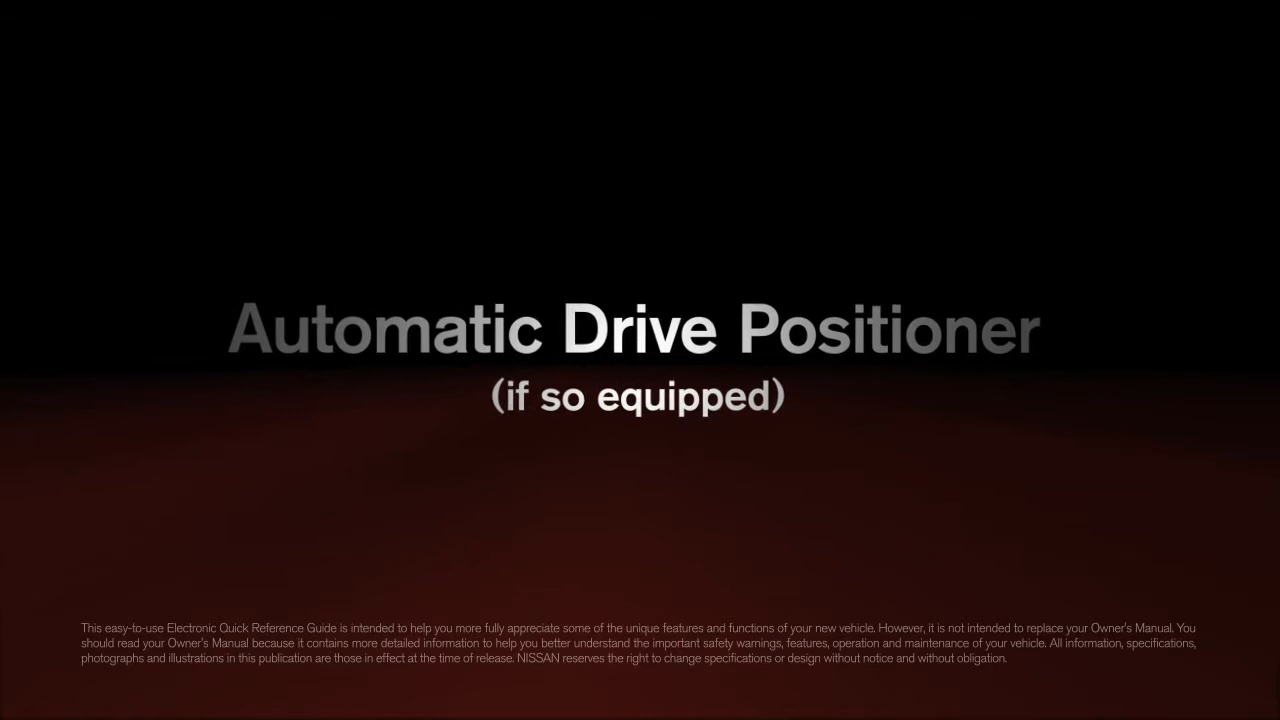 Automatic Drive Positioner
(if so equipped)
This easy-to-use Electronic Quick Reference Guide is intended to help you more fully appreciate some of the unique features and functions of your new vehicle. However, it is not intended to replace your Owner's Manual. You
should read your Owner's Manual because it contains more detailed information to help you better understand the important safety warnings, features, operation and maintenance of your vehicle. All information, specifications,
photographs and illustrations in this publication are those in effect at the time of release. NISSAN reserves the right to change specifications or design without notice and without obligation.